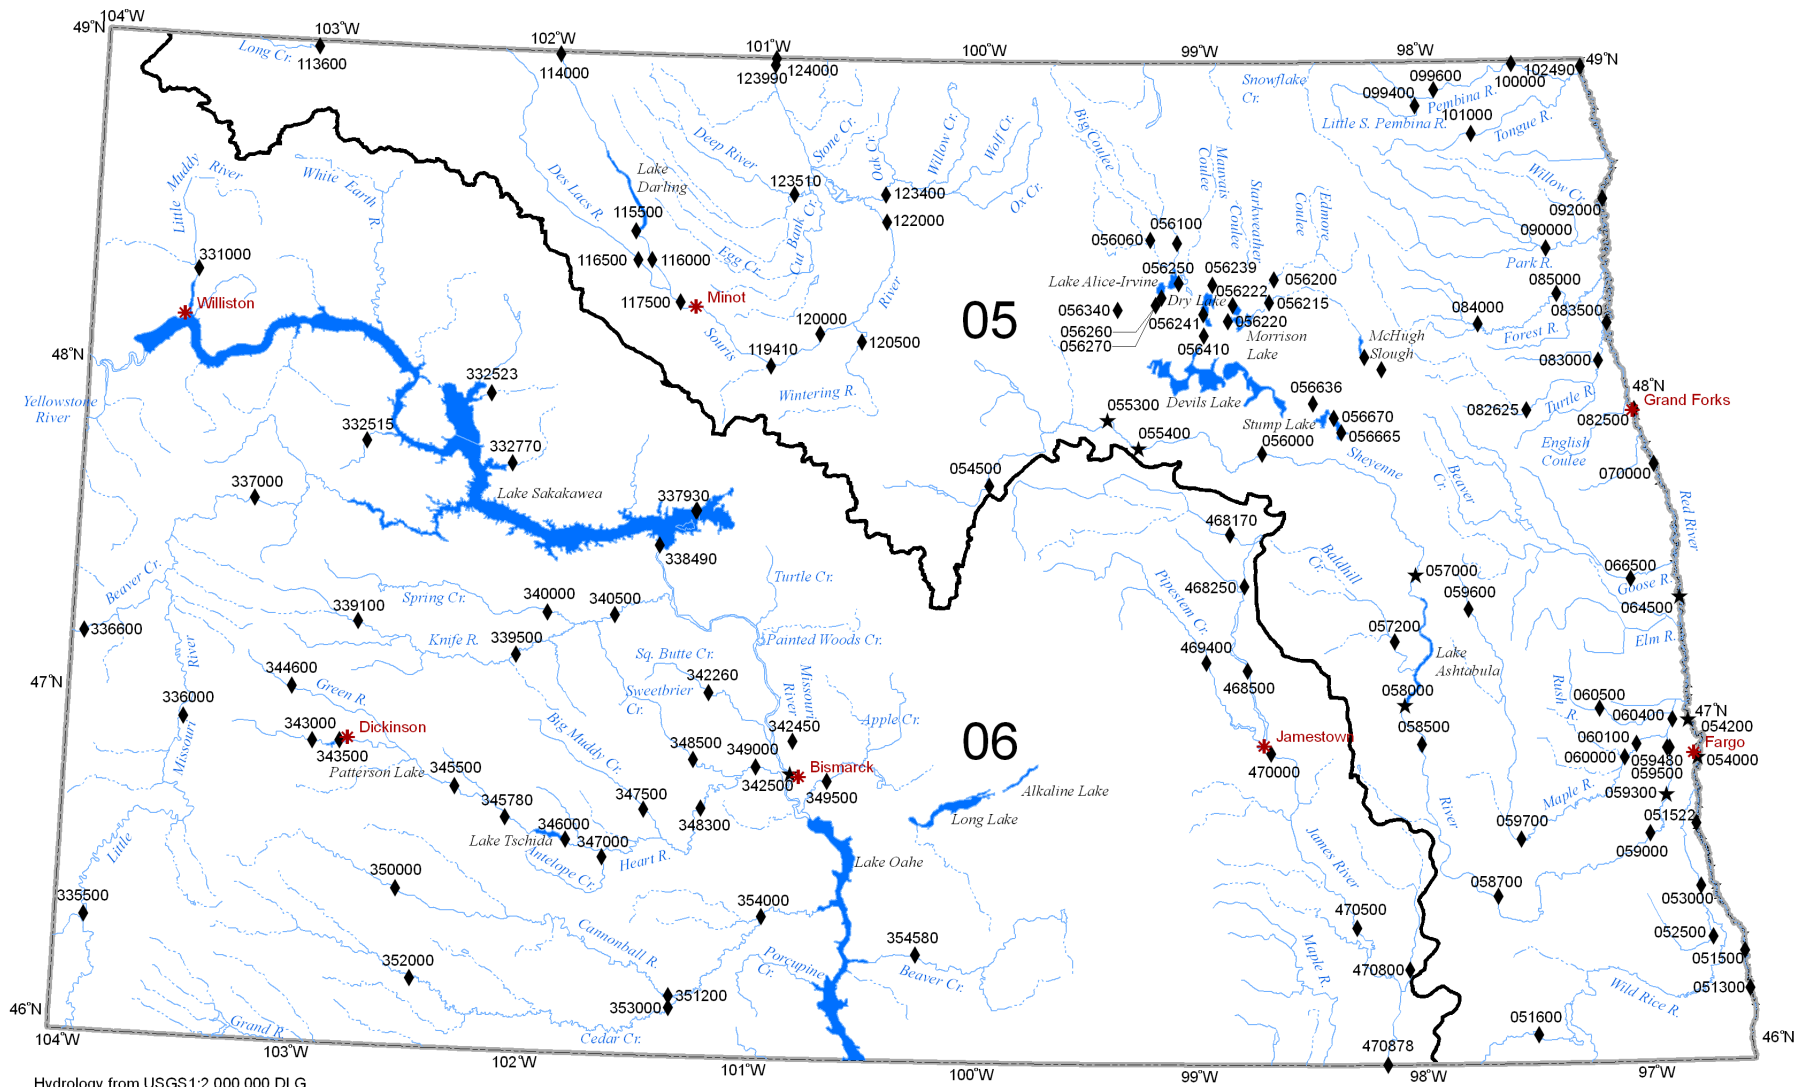 104°W
49°N
103°W
102°W
101°W
100°W
99°W
98°W
49°N
Long Cr.
113600
114000
123990
124000
Snowflake
Cr.
099600
099400
100000
102490
Pembina R.
Little S. Pembina R.
101000
Tongue R.
Little
Muddy
River
White
Earth
R.
Des Lacs R.
Lake
Darling
Deep River
Stone Cr.
Oak Cr.
Willow Cr.
Wolf Cr.
Ox Cr.
Big Coulee
Mauvais
Coulee
Starkweather
Coulee
Edmore
Coulee
Willow Cr.
092000
115500
123510
123400
122000
Cut Bank Cr.
Egg Cr.
116500
116000
117500
Minot
331000
Williston
056060
056100
056250
056239
056200
Lake Alice-Irvine
Dry Lake
056222
056215
056340
056260
056270
056241
056220
056410
Morrison
Lake
McHugh
Slough
090000
Park R.
085000
084000
083500
Forest R.
083000
05
River
Souris
120000
119410
120500
Wintering R.
48°N
Yellowstone
River
332523
332515
332770
337000
Lake Sakakawea
337930
338490
Devils Lake
055300
055400
056636
Stump Lake
056670
056665
056000
Sheyenne
054500
082625
Turtle R.
48°N
Grand Forks
082500
English
Coulee
070000
Beaver
Cr.
Red River
468170
468250
Baldhill
Cr.
Pipestem Cr.
057000
059600
066500
Goose R.
064500
Elm R.
Beaver Cr.
336600
Spring Cr.
339100
340000
340500
Turtle Cr.
Knife R.
339500
Painted Woods Cr.
Sq. Butte Cr.
342260
Sweetbrier
Cr.
Missouri
River
Apple Cr.
057200
Lake
Ashtabula
469400
468500
058000
058500
47°N
River
344600
Green R.
336000
343000
Dickinson
343500
Patterson Lake
345500
345780
Missouri
Little
Big Muddy Cr.
348500
349000
342450
Bismarck
342500
349500
06
Jamestown
470000
Rush
R.
060500
060400
47°N
054200
060100
Fargo
060000
059480
054000
059500
059300
051522
059000
Maple R.
059700
River
346000
Lake Tschida
347000
347500
348300
Antelope Cr.
Heart R.
Alkaline Lake
Long Lake
Lake Oahe
James River
058700
053000
052500
051500
051300
335500
350000
354000
354580
Cannonball R.
Porcupine
Cr.
Beaver Cr.
470500
Maple R.
470800
Wild Rice R.
352000
351200
353000
46°N
Grand R.
Cedar Cr.
051600
46°N
470878
104°W
103°W
102°W
100°W
99°W
98°W
97°W
Hydrology from USGS1:2,000,000 DLG